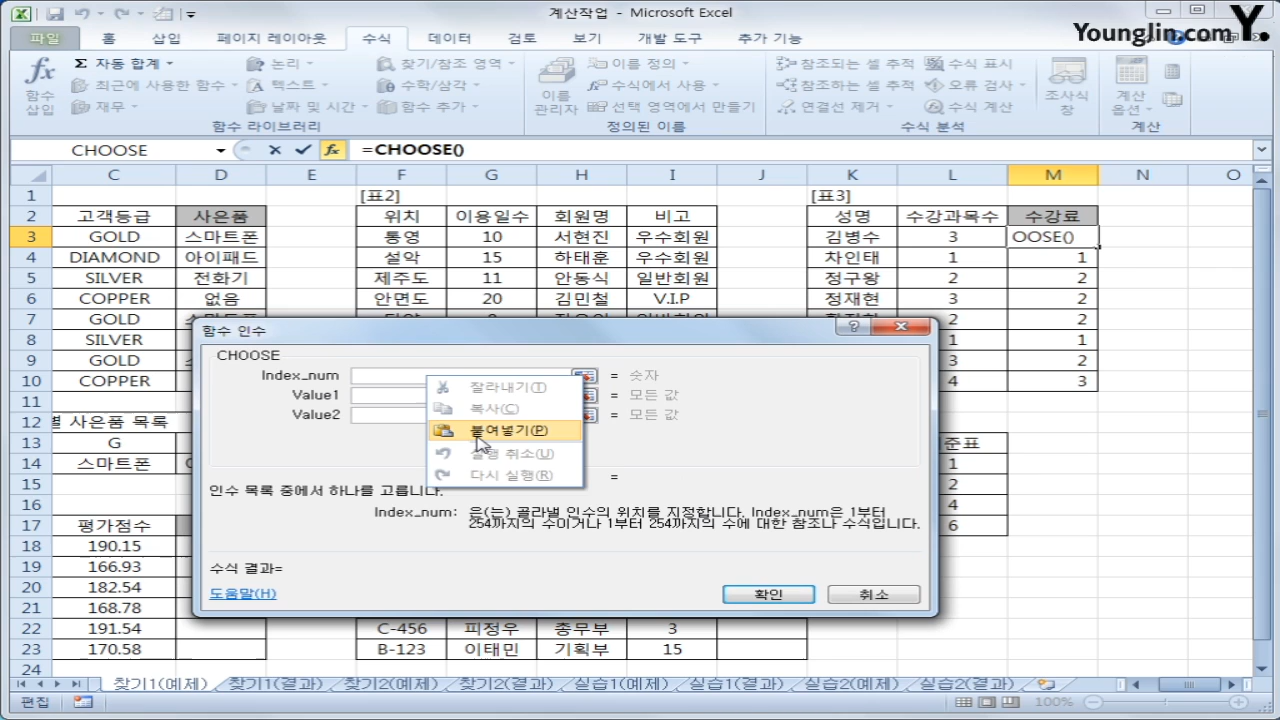 계산작업 - Microsoft Excel
Younglin.com Y.
파일 홈 삽입 페이지 레이아웃 수식 데이터 검토 보기 개발 도구 추가 기능
fx 함수 삽입
Σ 자동 합계 논리 찾기/참조 영역
최근에 사용한 함수 텍스트 수학/삼각
재무 날짜 및 시간 함수 추가
함수 라이브러리
이름 관리자
이름 정의
수식에서 사용
선택 영역에서 만들기
정의된 이름
참조되는 셀 추적 수식 표시
참조하는 셀 추적 오류 검사
연결선 제거 수식 계산
수식 분석
조사식 창
계산 옵션
계산
CHOOSE fx =CHOOSE()
C D E F G H I J K L M N O
1 [표2] [표3]
2 고객등급 사은품 위치 이용일수 회원명 비고 성명 수강과목수 수강료
3 GOLD 스마트폰 통영 10 서현진 우수회원 김병수 3 OOSE()
4 DIAMOND 아이패드 설악 15 하태훈 우수회원 차인태 1 1
5 SILVER 전화기 제주도 11 안동식 일반회원 정구왕 2 2
6 COPPER 없음 안면도 20 김민철 V.I.P 정재현 3 2
7 GOLD 2 2
8 SILVER 1 1
9 GOLD 3 2
10 COPPER 4 3
11
12 별 사은품 목록
13 G 준표
14 스마트폰 1
15 2
16 4
17 평가점수 6
18 190.15
19 166.93
20 182.54
21 168.78
22 191.54 C-456 피정우 총무부 3
23 170.58 B-123 이태민 기획부 15
24
함수 인수
CHOOSE
Index_num = 숫자
Value1 = 모든 값
Value2 = 모든 값
잘라내기(T)
복사(C)
붙여넣기(P)
실행 취소(U)
다시 실행(R)
=
인수 목록 중에서 하나를 고릅니다.
Index_num: 은(는) 골라낼 인수의 위치를 지정합니다. Index_num은 1부터
254까지의 수이거나 1부터 254까지의 수에 대한 참조나 수식입니다.
수식 결과=
도움말(H) 확인 취소
찾기1(예제) 찾기1(결과) 찾기2(예제) 찾기2(결과) 실습1(예제) 실습1(결과) 실습2(예제) 실습2(결과)
편집 100%